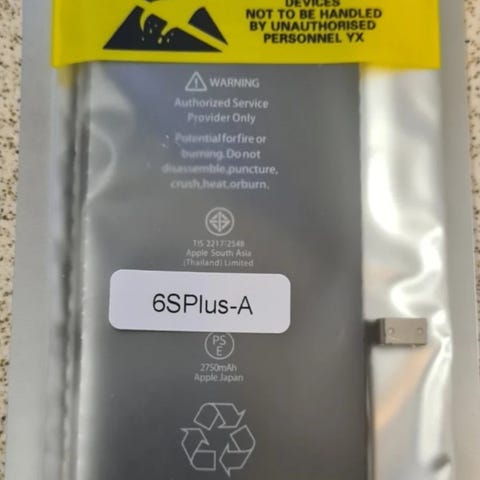 DEVICES
NOT TO BE HANDLED
BY UNAUTHORISED
PERSONNEL YX
WARNING
Authorized Service
Provider Only
Potential for fire or
burning. Do not
disassemble, puncture,
crush, heat, or burn.
TIS 2217:2548
Apple South Asia
(Thailand) Limited
6SPlus-A
PS
E
2750mAh
Apple Japan